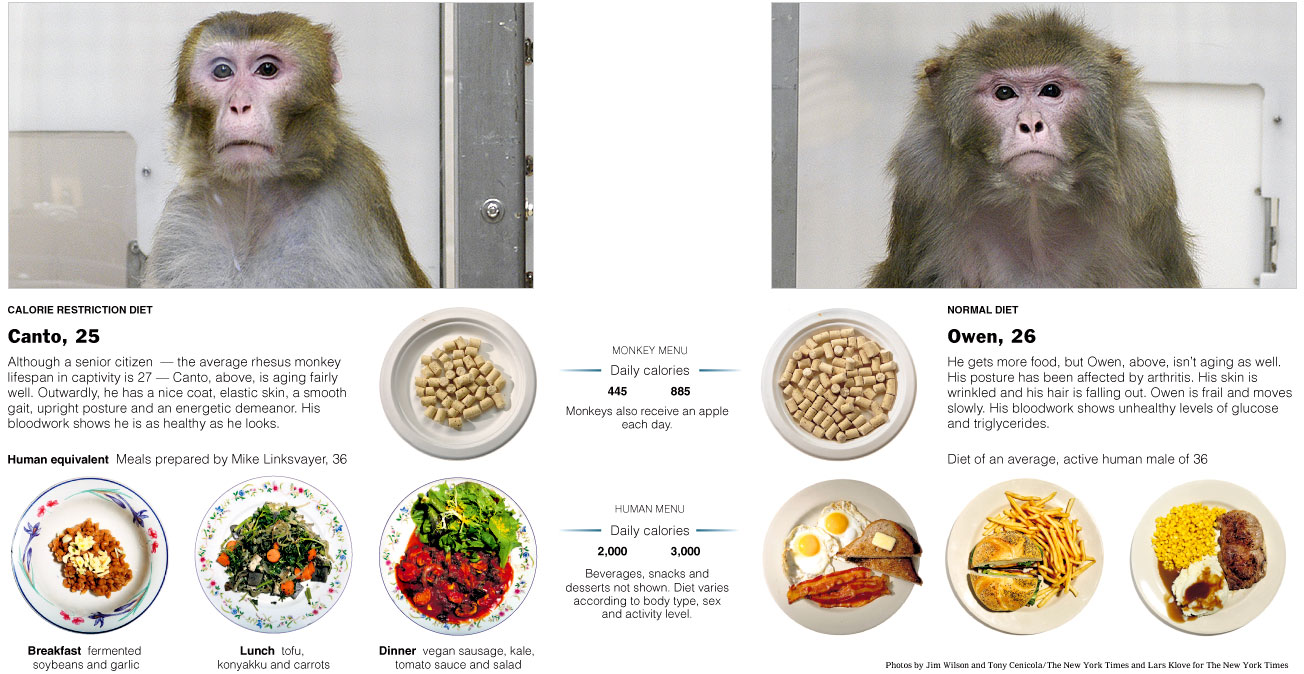 CALORIE RESTRICTION DIET
Canto, 25
Although a senior citizen — the average rhesus monkey
lifespan in captivity is 27 — Canto, above, is aging fairly
well. Outwardly, he has a nice coat, elastic skin, a smooth
gait, upright posture and an energetic demeanor. His
bloodwork shows he is as healthy as he looks.
MONKEY MENU
Daily calories
445 885
Monkeys also receive an apple
each day.
NORMAL DIET
Owen, 26
He gets more food, but Owen, above, isn't aging as well.
His posture has been affected by arthritis. His skin is
wrinkled and his hair is falling out. Owen is frail and moves
slowly. His bloodwork shows unhealthy levels of glucose
and triglycerides.
Human equivalent Meals prepared by Mike Linksvayer, 36
Diet of an average, active human male of 36
HUMAN MENU
Daily calories
2,000 3,000
Beverages, snacks and
desserts not shown. Diet varies
according to body type, sex
and activity level.
Breakfast fermented
soybeans and garlic
Lunch tofu,
konyakku and carrots
Dinner vegan sausage, kale,
tomato sauce and salad
Photos by Jim Wilson and Tony Cenicola/The New York Times and Lars Klove for The New York Times